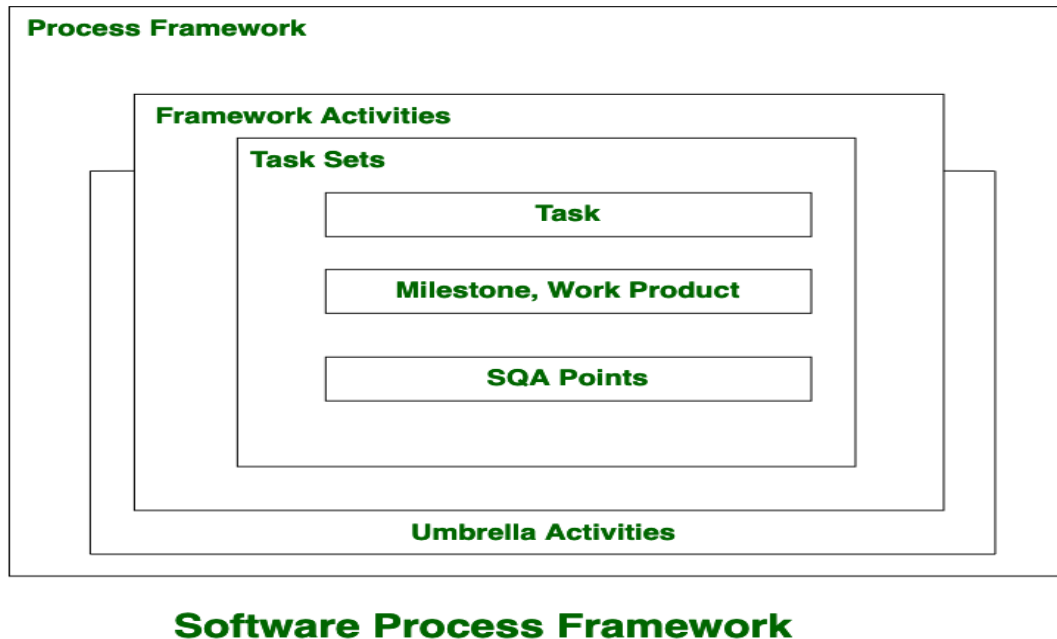 Process Framework
Framework Activities
Task Sets
Task
Milestone, Work Product
SQA Points
Umbrella Activities
Software Process Framework